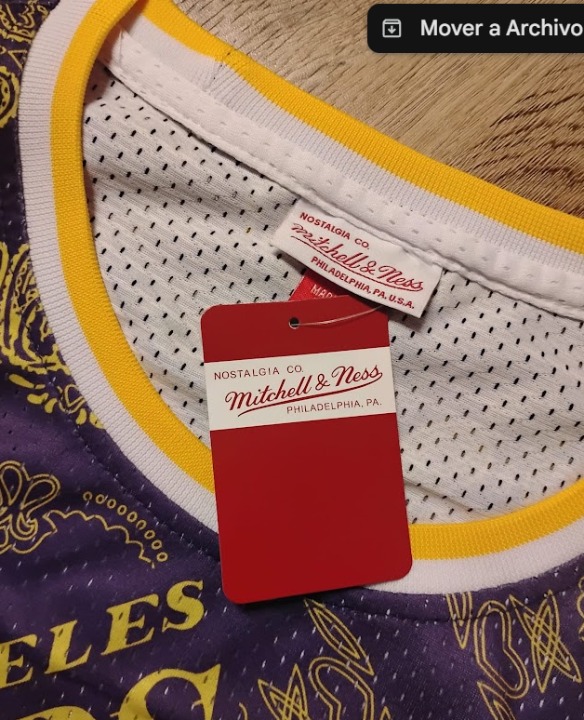 Mover a Archivo
NOSTALGIA CO.
Mitchell & Ness
PHILADELPHIA, PA. U.S.A.
NOSTALGIA CO.
Mitchell & Ness
PHILADELPHIA, PA.
ELES